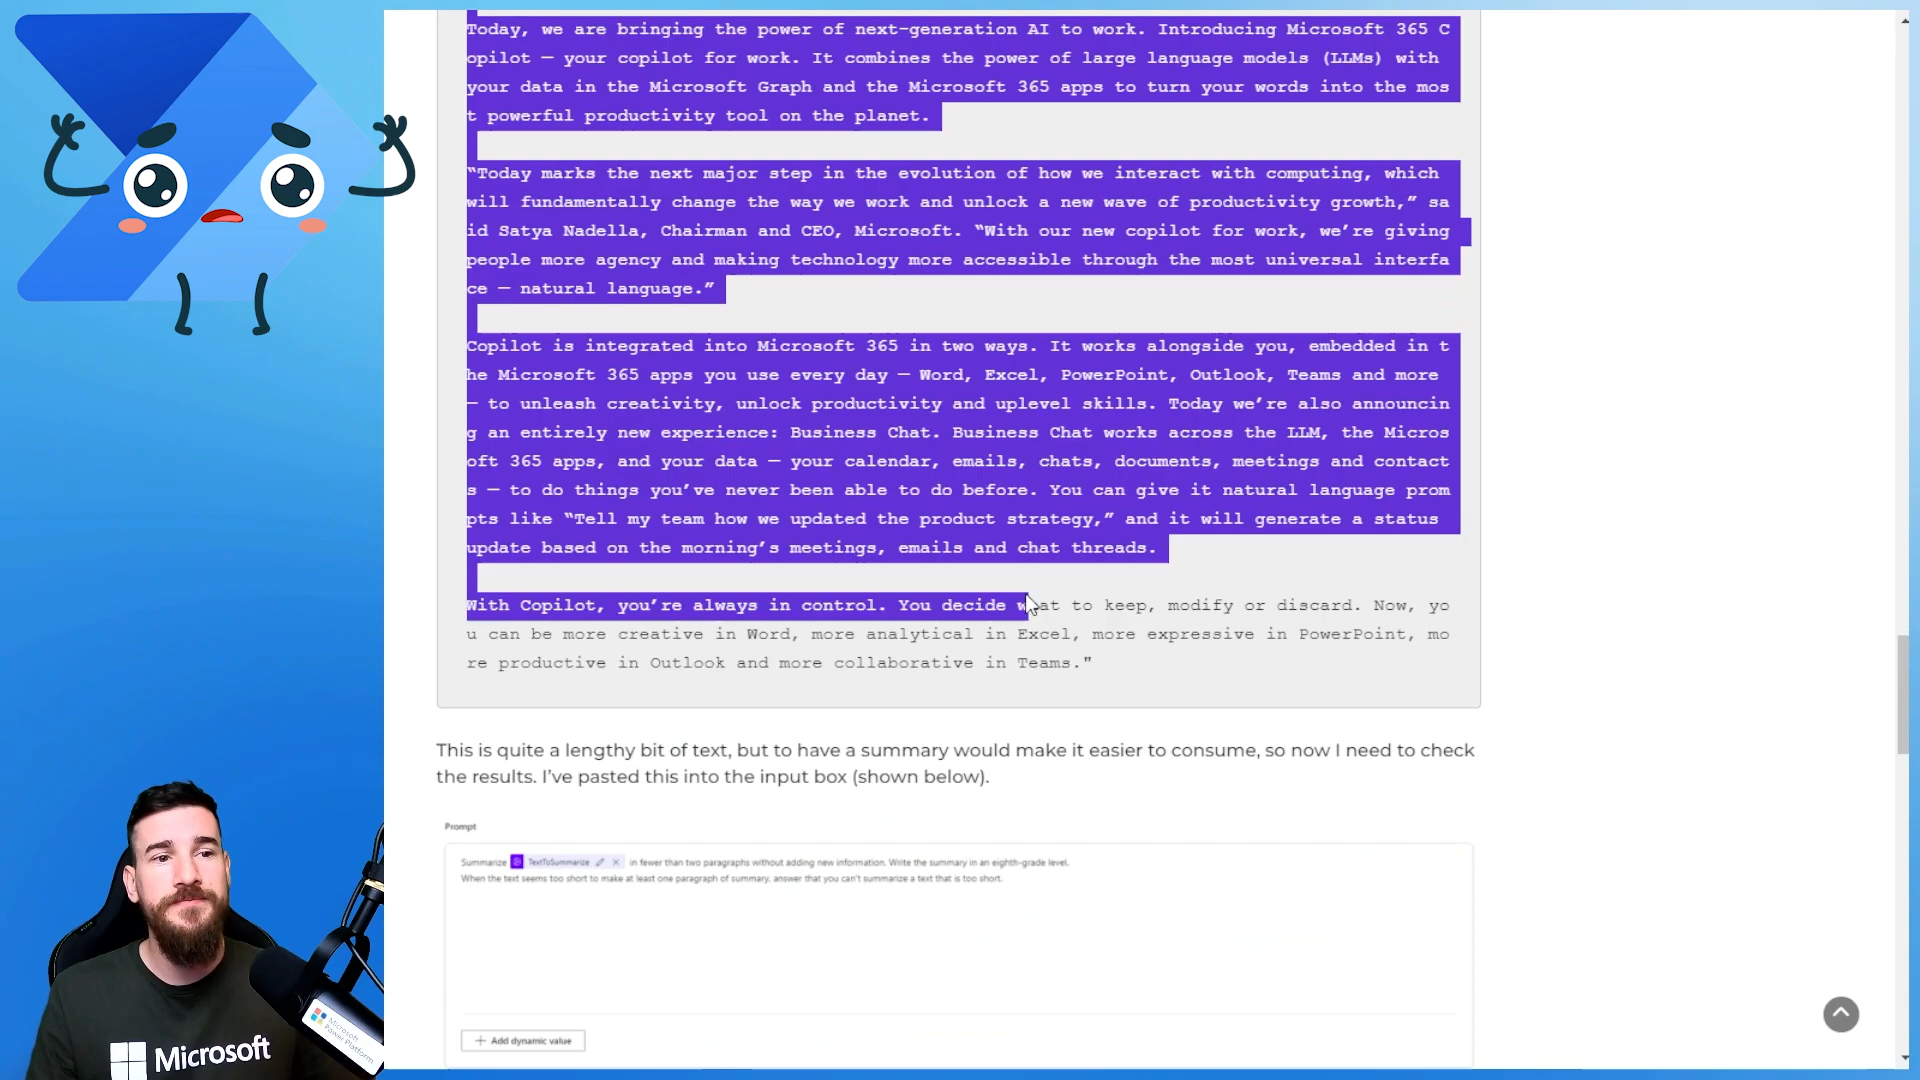 Today, we are bringing the power of next-generation AI to work. Introducing Microsoft 365 C
opilot — your copilot for work. It combines the power of large language models (LLMs) with
your data in the Microsoft Graph and the Microsoft 365 apps to turn your words into the mos
t powerful productivity tool on the planet.
“Today marks the next major step in the evolution of how we interact with computing, which
will fundamentally change the way we work and unlock a new wave of productivity growth,” sa
id Satya Nadella, Chairman and CEO, Microsoft. “With our new copilot for work, we’re giving
people more agency and making technology more accessible through the most universal interfa
ce — natural language.”
Copilot is integrated into Microsoft 365 in two ways. It works alongside you, embedded in t
he Microsoft 365 apps you use every day — Word, Excel, PowerPoint, Outlook, Teams and more
— to unleash creativity, unlock productivity and uplevel skills. Today we’re also announcin
g an entirely new experience: Business Chat. Business Chat works across the LLM, the Micros
oft 365 apps, and your data — your calendar, emails, chats, documents, meetings and contact
s — to do things you’ve never been able to do before. You can give it natural language prom
pts like “Tell my team how we updated the product strategy,” and it will generate a status
update based on the morning’s meetings, emails and chat threads.
With Copilot, you’re always in control. You decide what to keep, modify or discard. Now, yo
u can be more creative in Word, more analytical in Excel, more expressive in PowerPoint, mo
re productive in Outlook and more collaborative in Teams."
This is quite a lengthy bit of text, but to have a summary would make it easier to consume, so now I need to check
the results. I’ve pasted this into the input box (shown below).
Prompt
Summarize TextToSummarize in fewer than two paragraphs without adding new information. Write the summary in an eighth-grade level.
When the text seems too short to make at least one paragraph of summary, answer that you can't summarize a text that is too short.
Add dynamic value
Microsoft
Power Platform
Microsoft